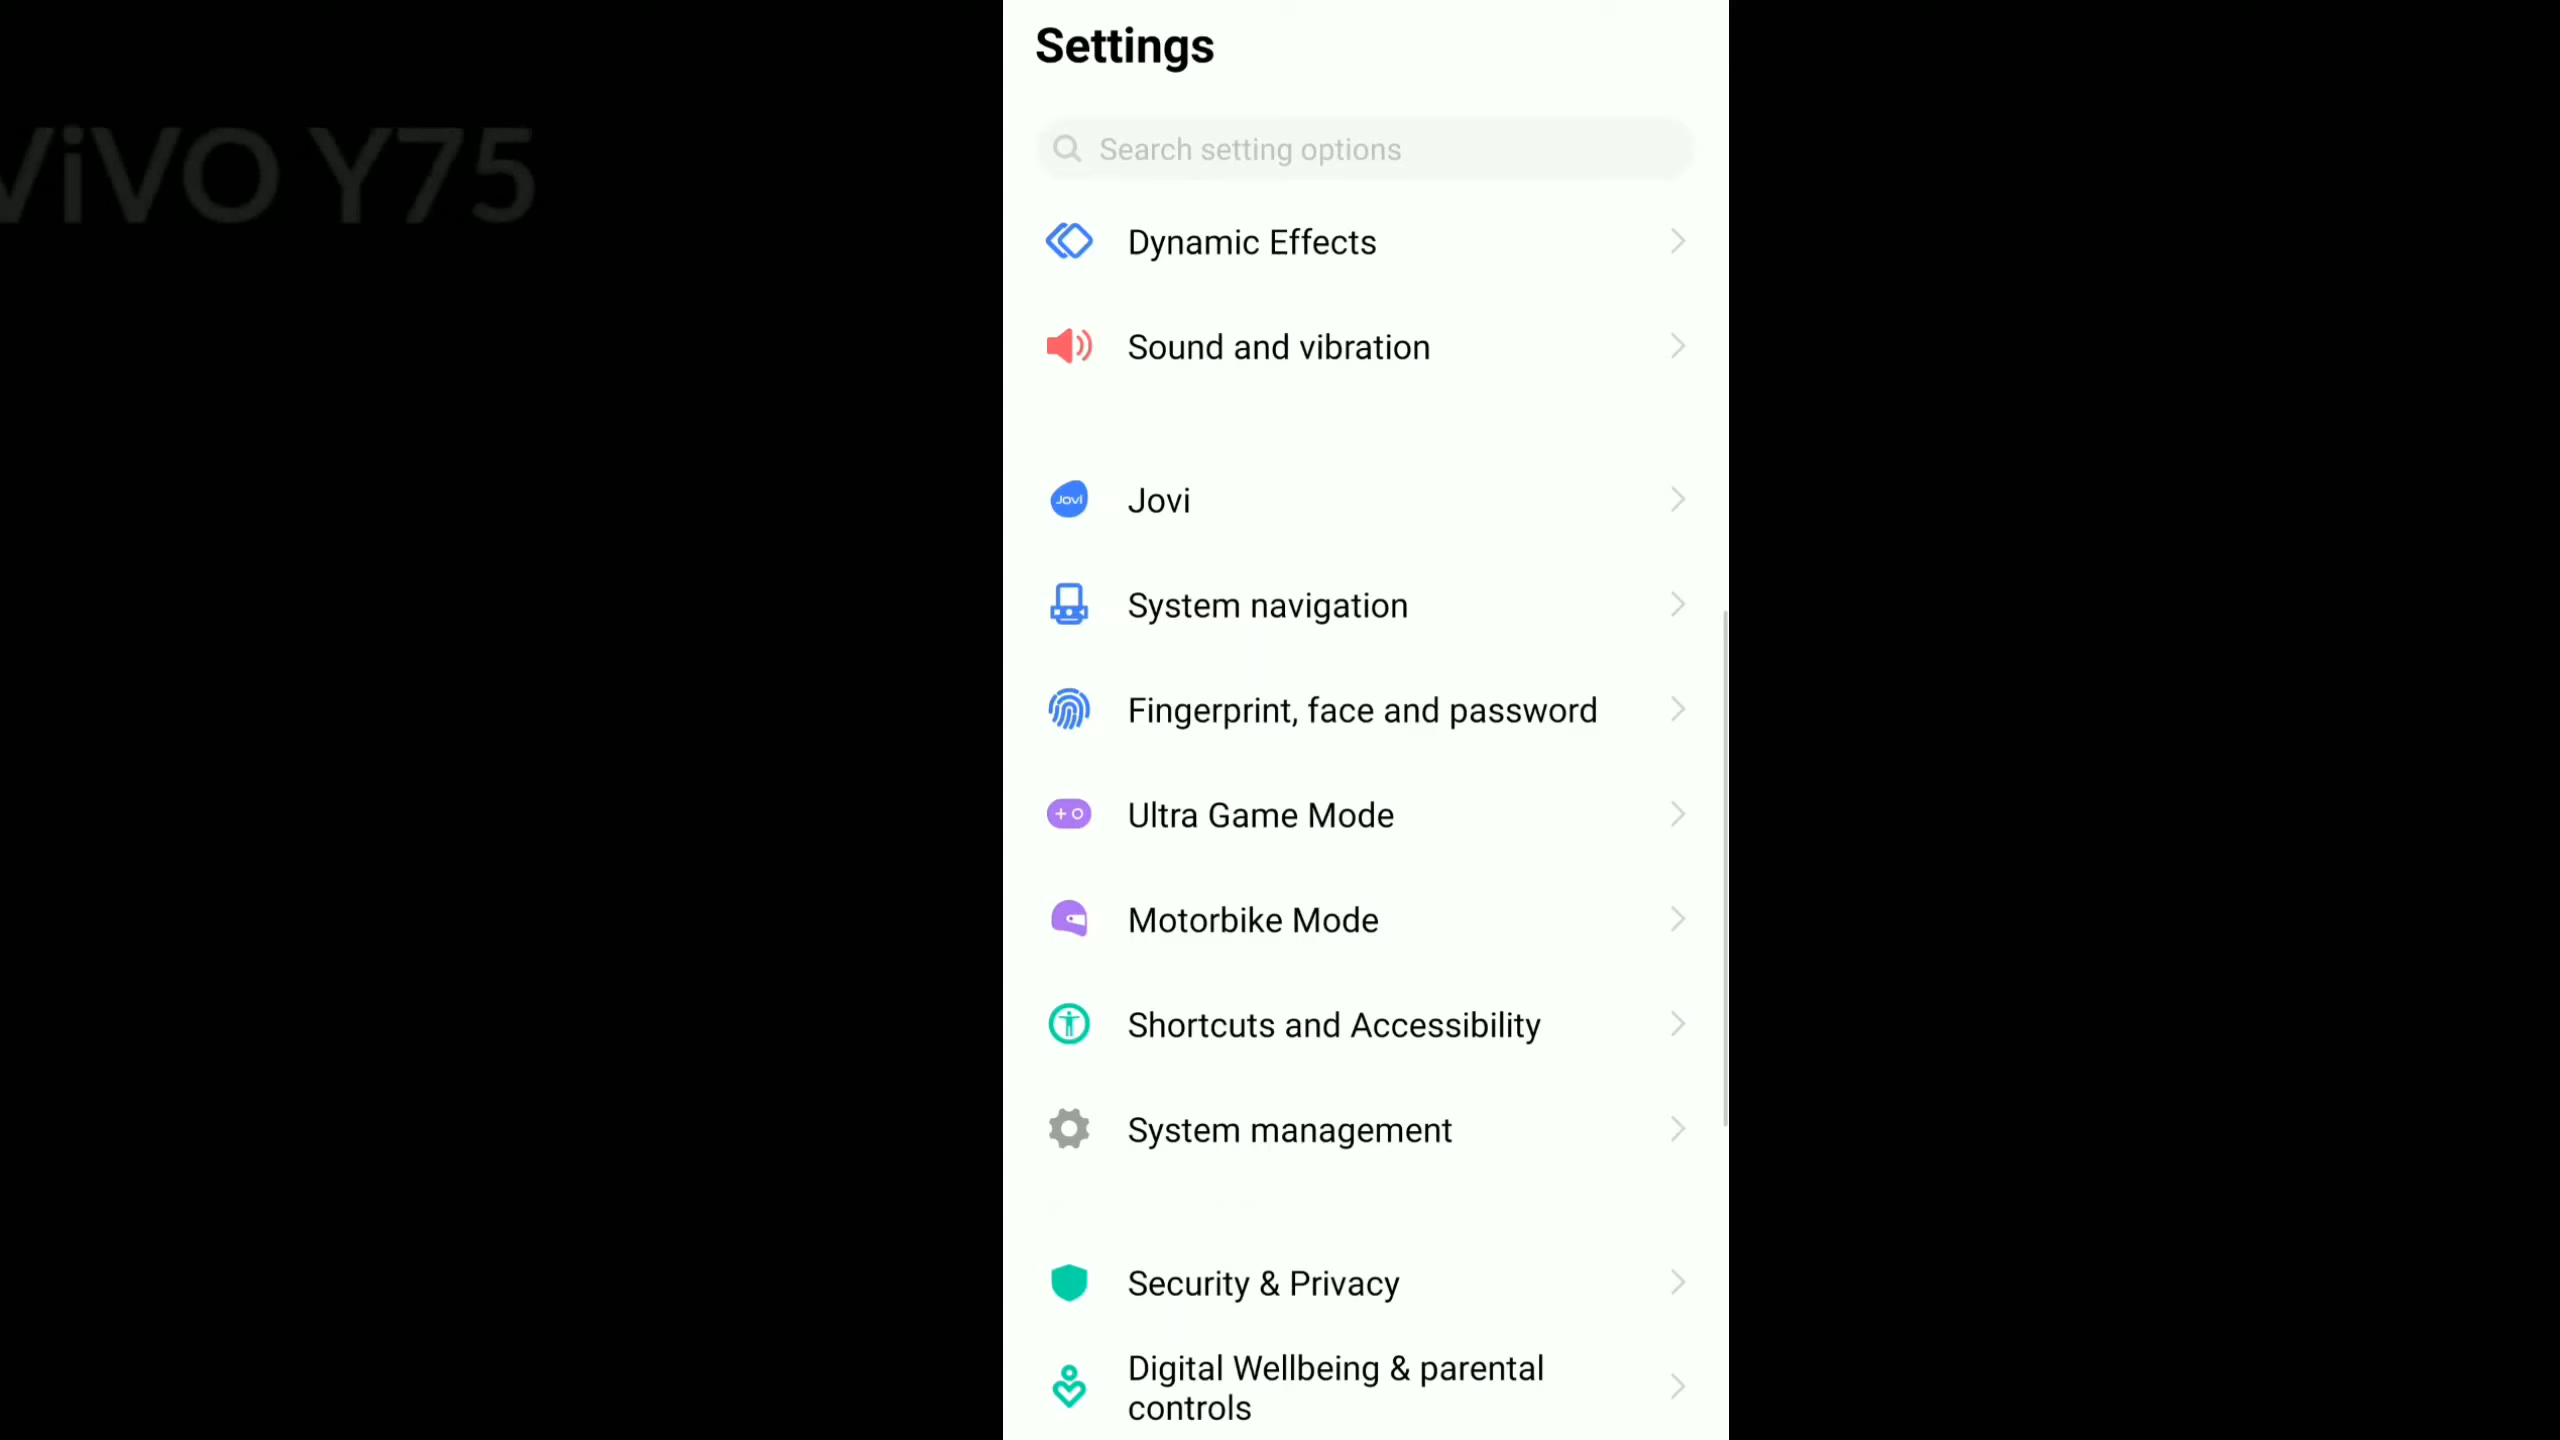 Settings
ViVO Y75
Search setting options
Dynamic Effects
Sound and vibration
Jovi
Jovi
System navigation
Fingerprint, face and password
Ultra Game Mode
Motorbike Mode
Shortcuts and Accessibility
System management
Security & Privacy
Digital Wellbeing & parental
controls